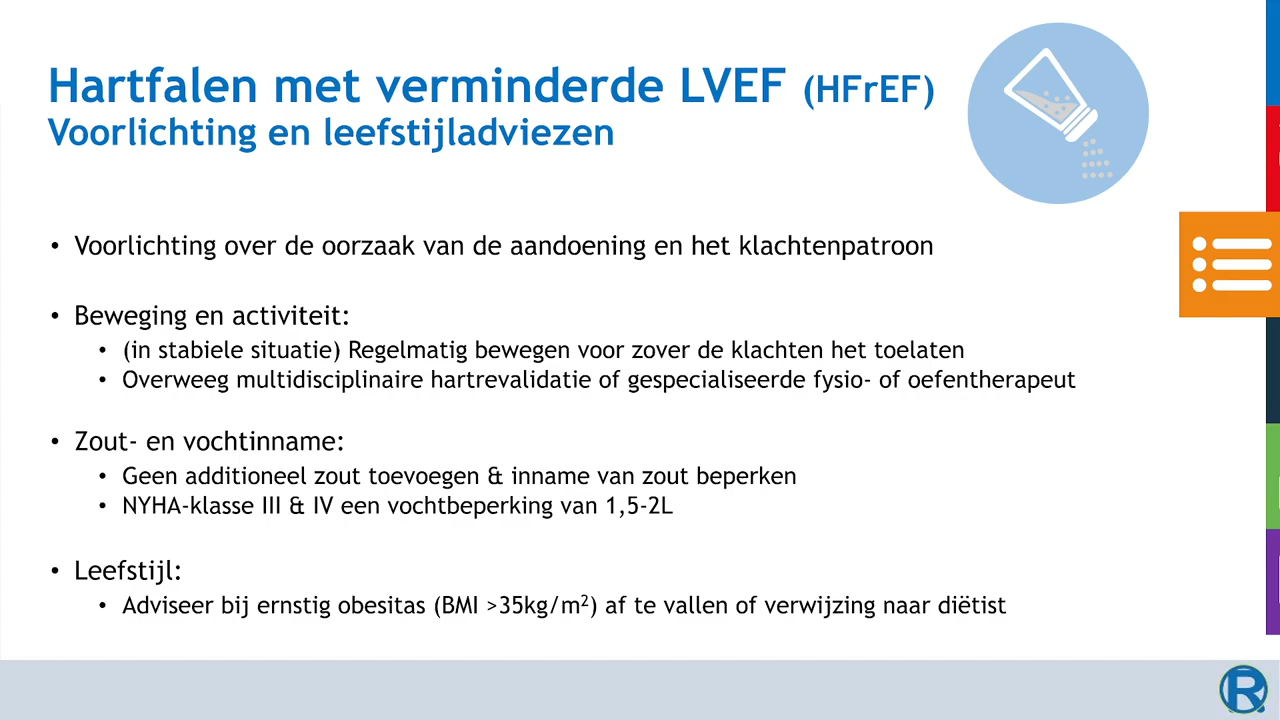 Hartfalen met verminderde LVEF (HFrEF)
Voorlichting en leefstijladviezen
• Voorlichting over de oorzaak van de aandoening en het klachtenpatroon
• Beweging en activiteit:
• (in stabiele situatie) Regelmatig bewegen voor zover de klachten het toelaten
• Overweeg multidisciplinaire hartrevalidatie of gespecialiseerde fysio- of oefentherapeut
• Zout- en vochtinname:
• Geen additioneel zout toevoegen & inname van zout beperken
• NYHA-klasse III & IV een vochtbeperking van 1,5-2L
• Leefstijl:
• Adviseer bij ernstig obesitas (BMI >35kg/m²) af te vallen of verwijzing naar diëtist
R